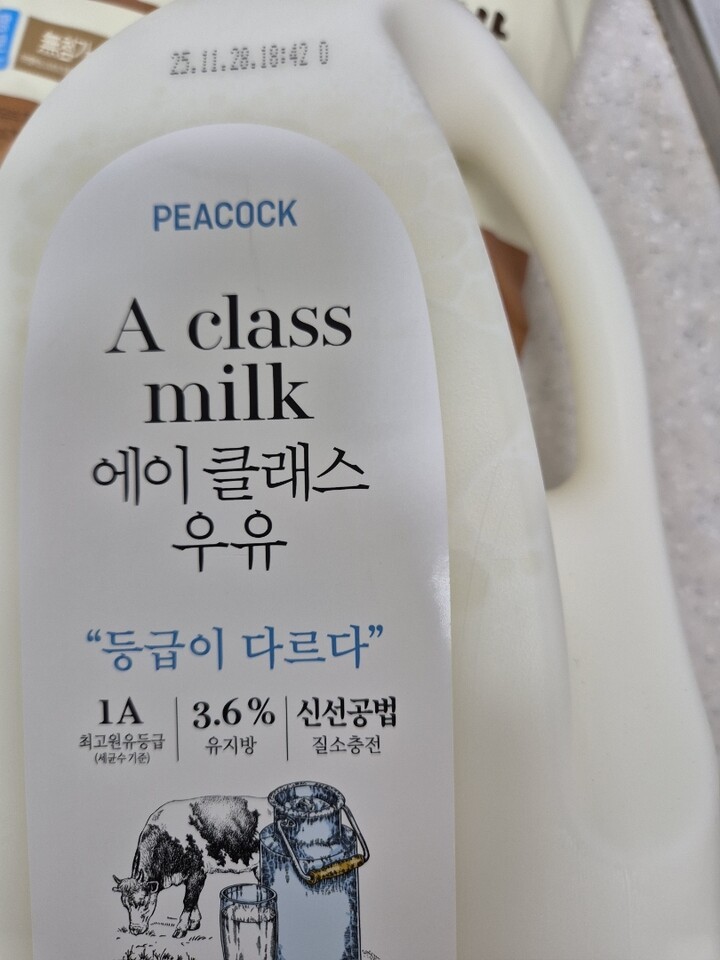 無첨가
25.11.28.18:42 0
PEACOCK
A class
milk
에이 클래스
우유
“등급이 다르다”
1A 3.6% 신선공법
최고원유등급 유지방 질소충전
(세균수기준)